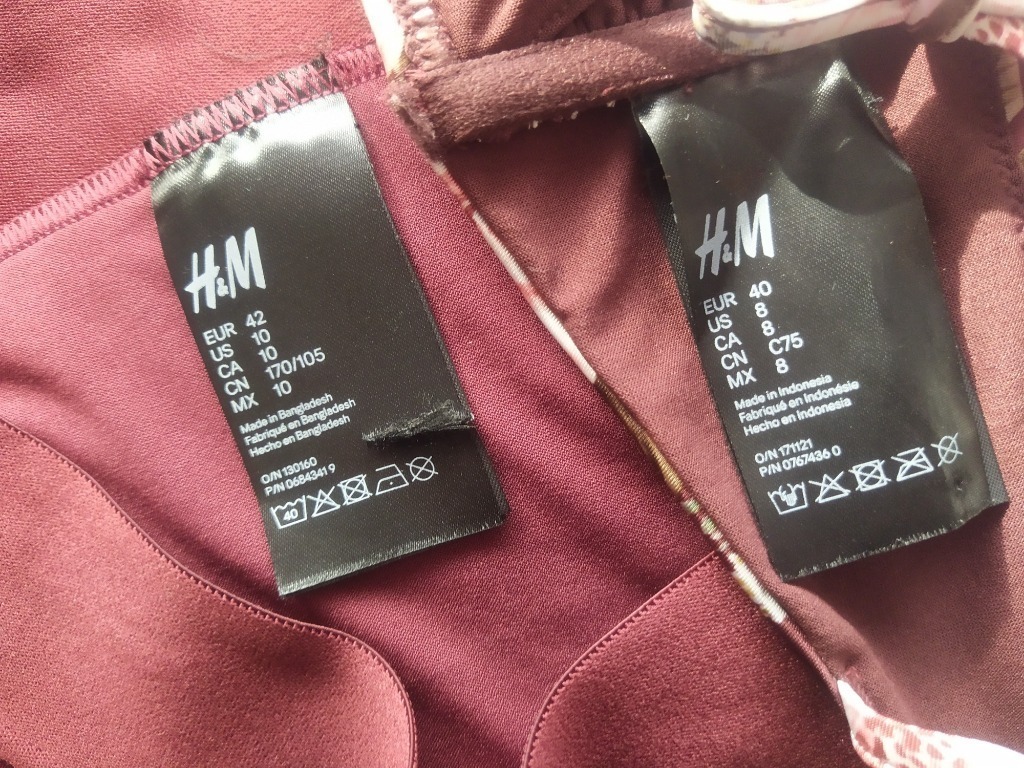 H&M
EUR 42
US 10
CA 10
CN 170/105
MX 10
Made in Bangladesh
Fabriqué en Bangladesh
Hecho en Bangladesh
O/N 130160
P/N 0684341 9
40
H&M
EUR 40
US 8
CA 8
CN C75
MX 8
Made in Indonesia
Fabriqué en Indonésie
Hecho en Indonesia
O/N 171121
P/N 0767436 0